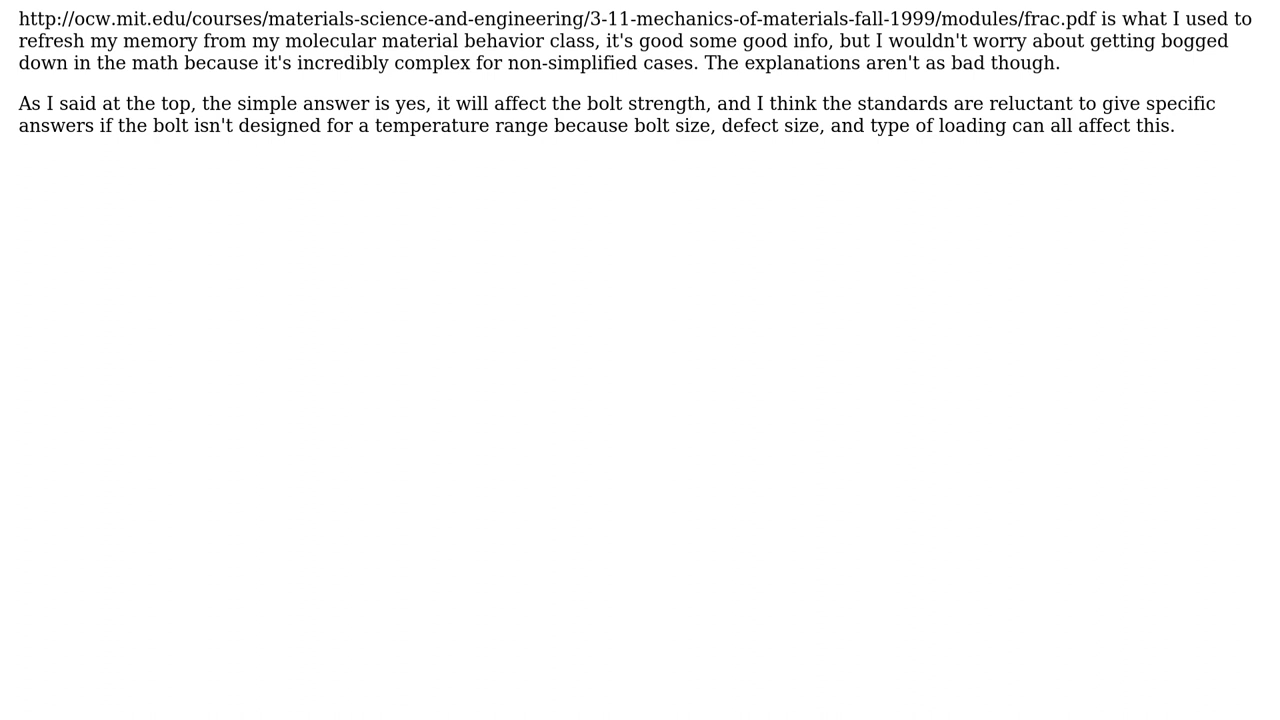 http://ocw.mit.edu/courses/materials-science-and-engineering/3-11-mechanics-of-materials-fall-1999/modules/frac.pdf is what I used to
refresh my memory from my molecular material behavior class, it's good some good info, but I wouldn't worry about getting bogged
down in the math because it's incredibly complex for non-simplified cases. The explanations aren't as bad though.
As I said at the top, the simple answer is yes, it will affect the bolt strength, and I think the standards are reluctant to give specific
answers if the bolt isn't designed for a temperature range because bolt size, defect size, and type of loading can all affect this.